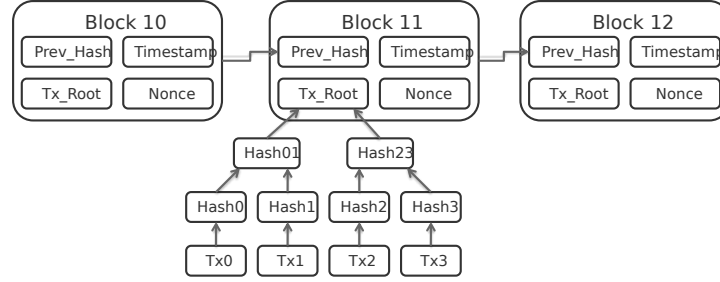 Block 10
Block 11
Block 12
Prev_Hash
Timestamp
Prev_Hash
Timestamp
Prev_Hash
Timestamp
Tx_Root
Nonce
Tx_Root
Nonce
Tx_Root
Nonce
Hash01
Hash23
Hash0
Hash1
Hash2
Hash3
Tx0
Tx1
Tx2
Tx3